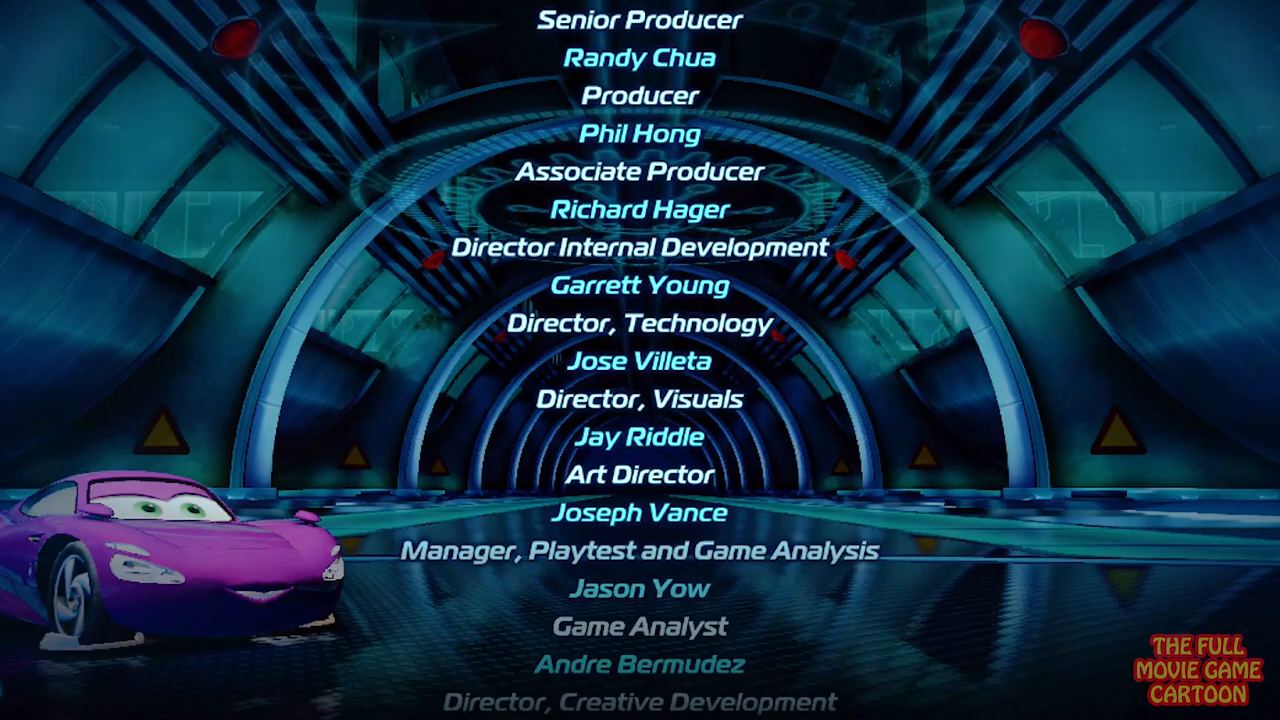 Senior Producer
Randy Chua
Producer
Phil Hong
Associate Producer
Richard Hager
Director Internal Development
Garrett Young
Director, Technology
Jose Villeta
Director, Visuals
Jay Riddle
Art Director
Joseph Vance
Manager, Playtest and Game Analysis
Jason Yow
Game Analyst
Andre Bermudez
Director, Creative Development
THE FULL
MOVIE GAME
CARTOON